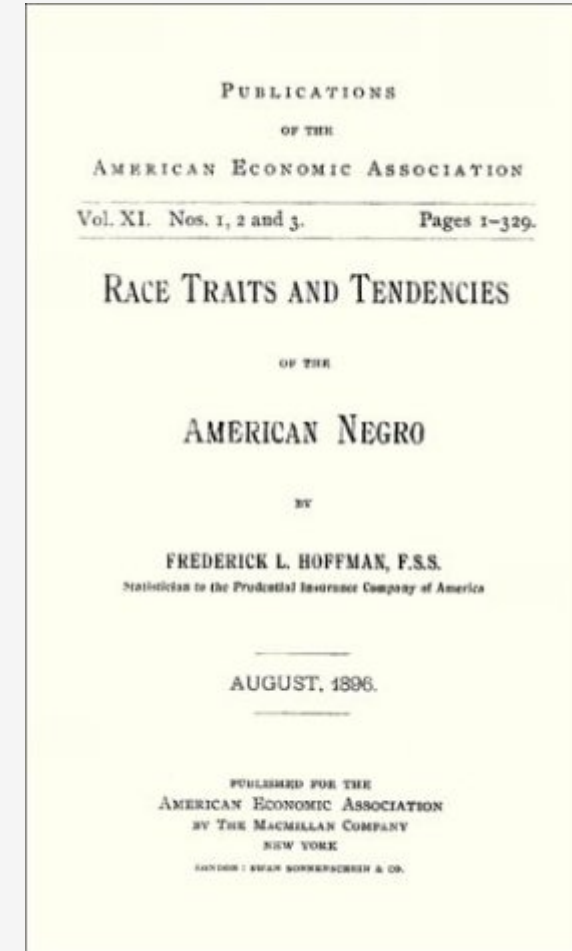 PUBLICATIONS
OF THE
AMERICAN ECONOMIC ASSOCIATION
Vol. XI. Nos. 1, 2 and 3. Pages 1–329.
RACE TRAITS AND TENDENCIES
OF THE
AMERICAN NEGRO
BY
FREDERICK L. HOFFMAN, F.S.S.
Statistician to the Prudential Insurance Company of America
AUGUST, 1896.
PUBLISHED FOR THE
AMERICAN ECONOMIC ASSOCIATION
BY THE MACMILLAN COMPANY
NEW YORK
LONDON : SWAN SONNENSCHEIN & CO.